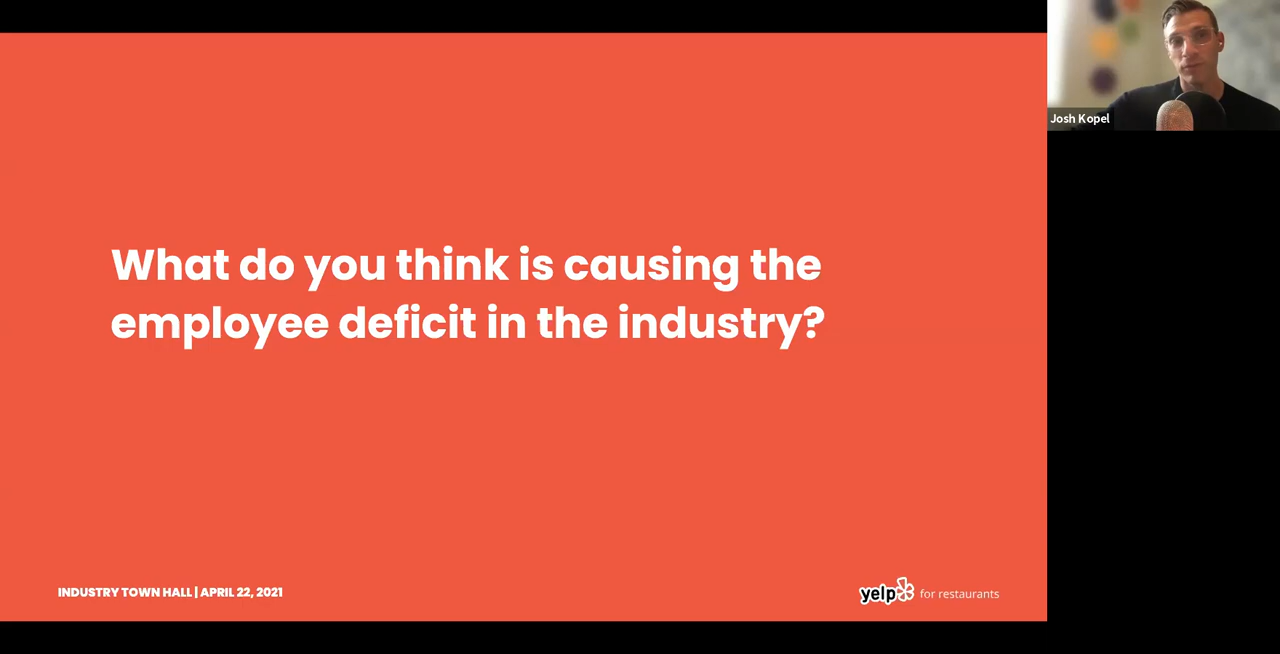 What do you think is causing the
employee deficit in the industry?
INDUSTRY TOWN HALL | APRIL 22, 2021
yelp for restaurants
Josh Kopel